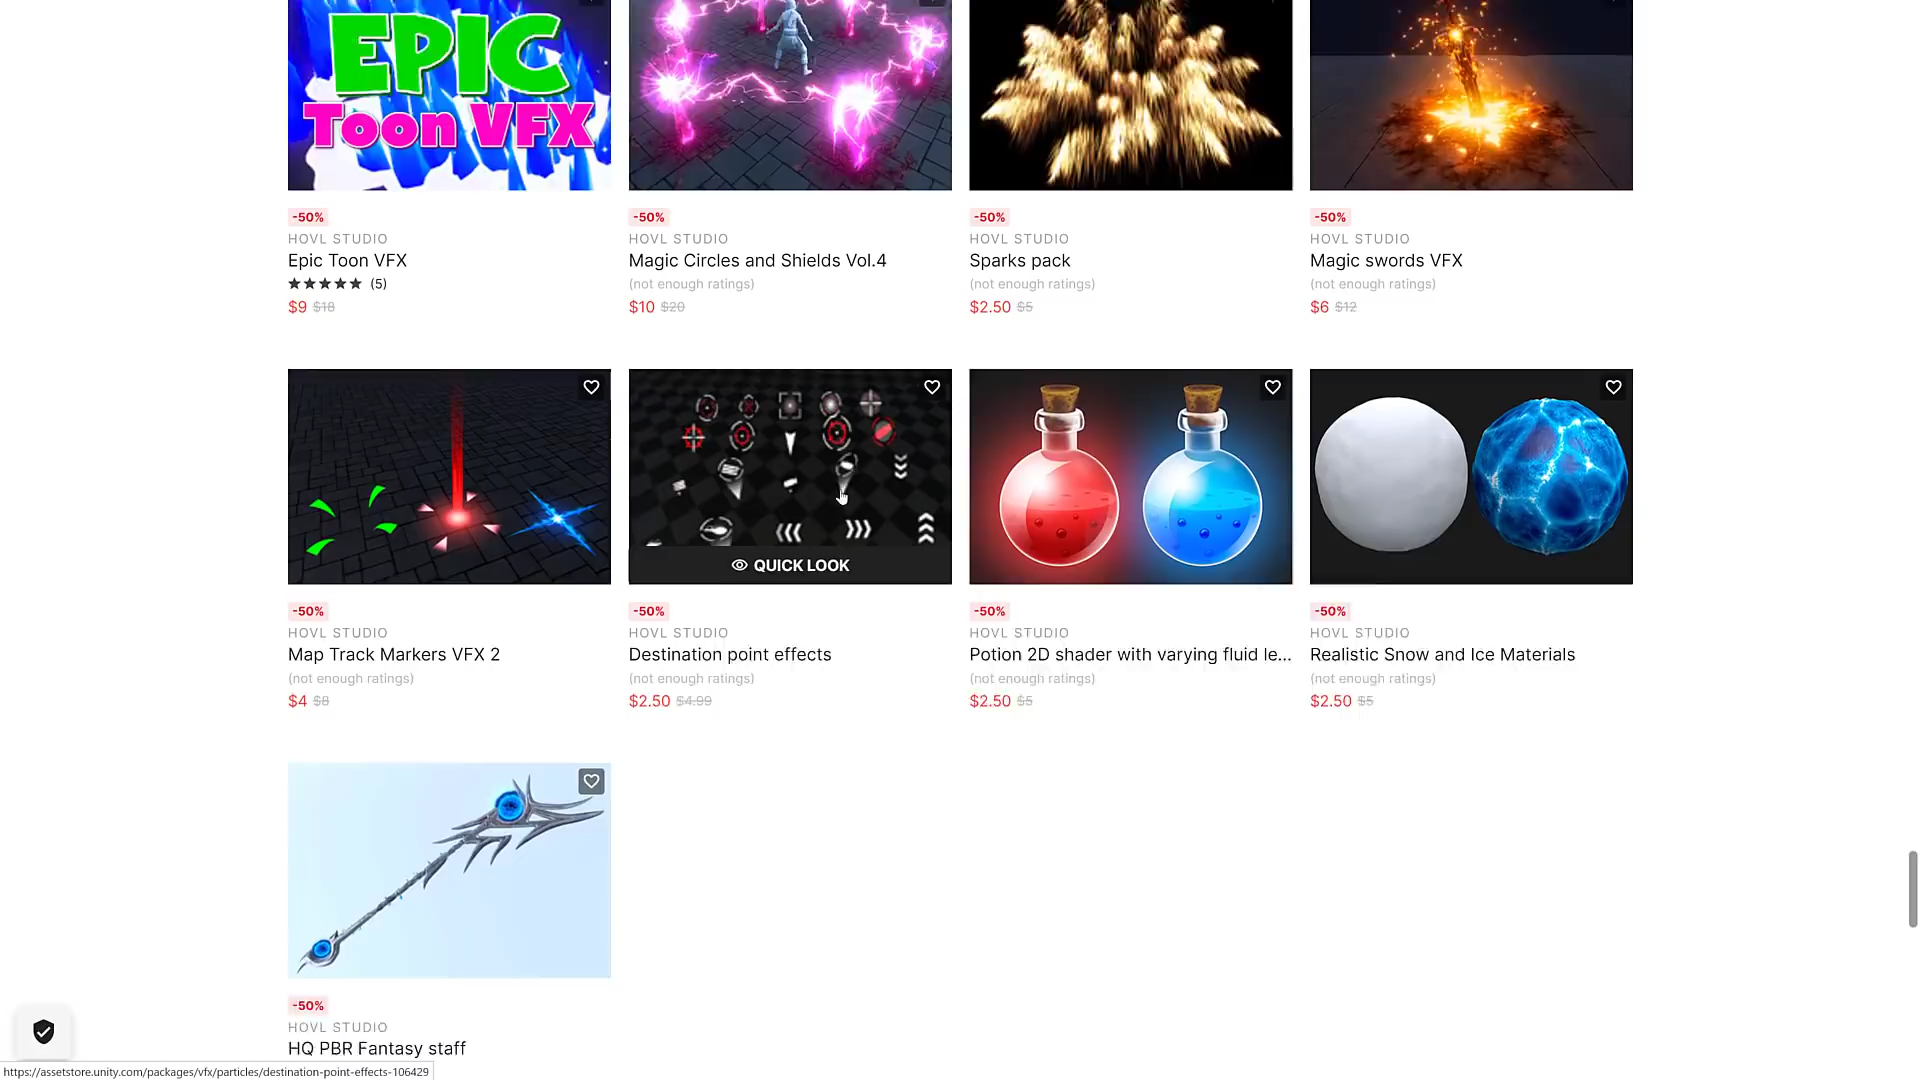 EPIC
Toon VFX
-50%
HOVL STUDIO
Epic Toon VFX
(5)
$9 $18
-50%
HOVL STUDIO
Magic Circles and Shields Vol.4
(not enough ratings)
$10 $20
-50%
HOVL STUDIO
Sparks pack
(not enough ratings)
$2.50 $5
-50%
HOVL STUDIO
Magic swords VFX
(not enough ratings)
$6 $12
-50%
HOVL STUDIO
Map Track Markers VFX 2
(not enough ratings)
$4 $8
QUICK LOOK
-50%
HOVL STUDIO
Destination point effects
(not enough ratings)
$2.50 $4.99
-50%
HOVL STUDIO
Potion 2D shader with varying fluid le...
(not enough ratings)
$2.50 $5
-50%
HOVL STUDIO
Realistic Snow and Ice Materials
(not enough ratings)
$2.50 $5
-50%
HOVL STUDIO
HQ PBR Fantasy staff
https://assetstore.unity.com/packages/vfx/particles/destination-point-effects-106429